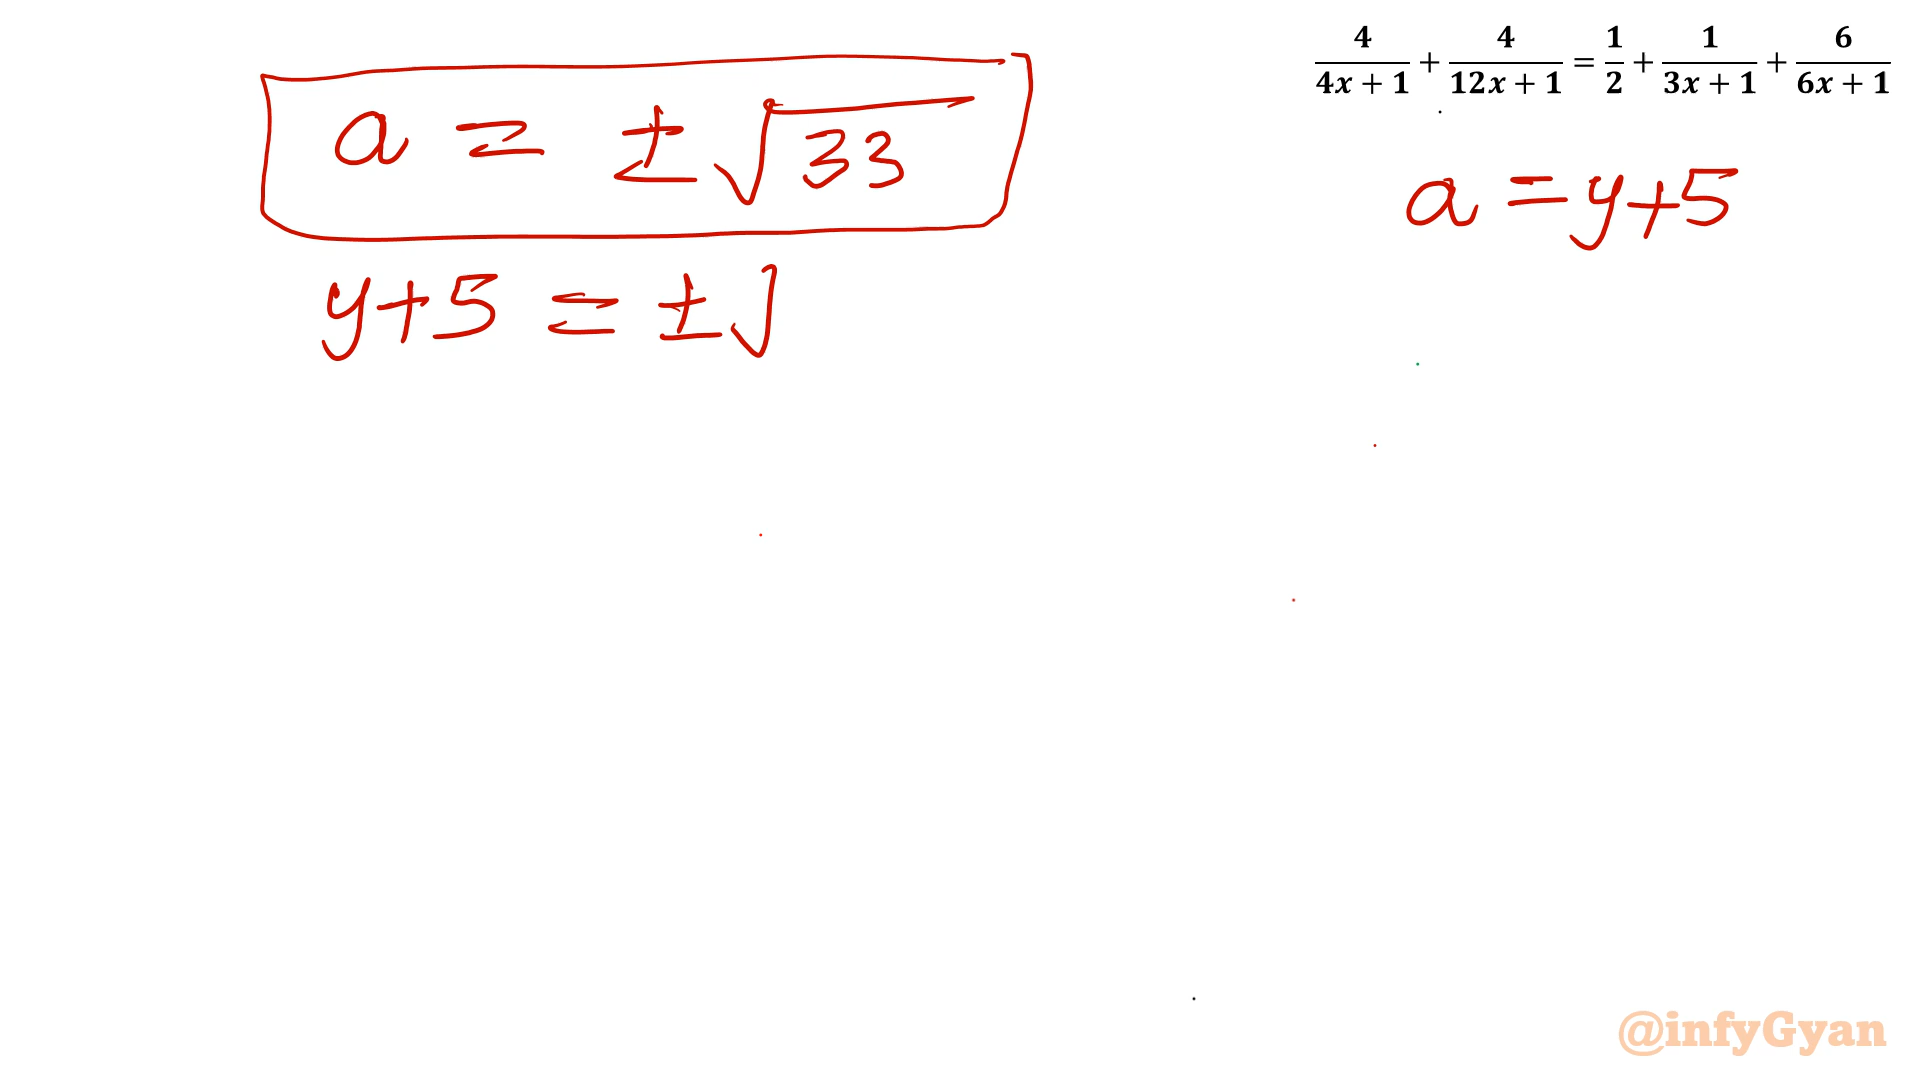 a = ±√33
4/(4x + 1) + 4/(12x + 1) = 1/2 + 1/(3x + 1) + 6/(6x + 1)
a = y+5
y+5 = ±√
@infyGyan